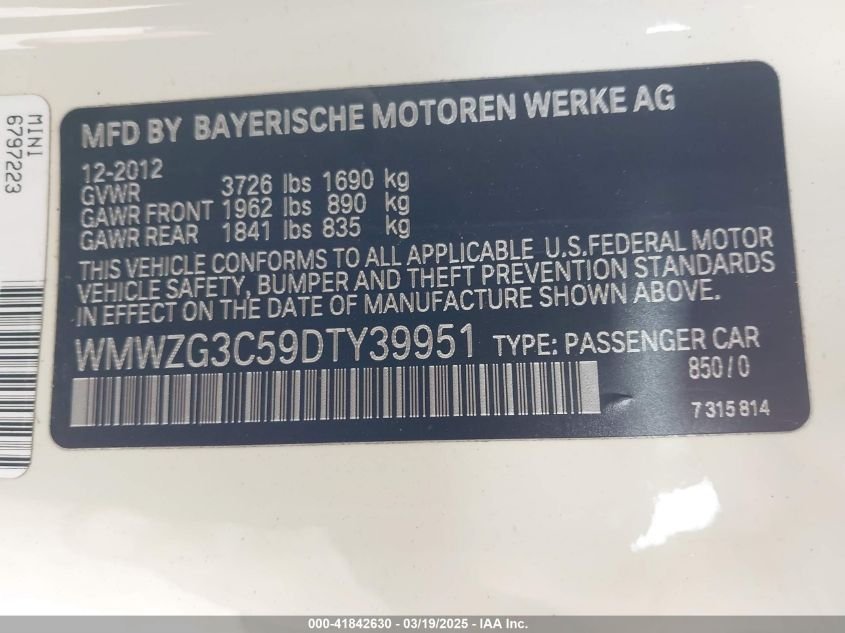 MINI
6797223
MFD BY BAYERISCHE MOTOREN WERKE AG
12-2012
GVWR 3726 lbs 1690 kg
GAWR FRONT 1962 lbs 890 kg
GAWR REAR 1841 lbs 835 kg
THIS VEHICLE CONFORMS TO ALL APPLICABLE U.S.FEDERAL MOTOR
VEHICLE SAFETY, BUMPER AND THEFT PREVENTION STANDARDS
IN EFFECT ON THE DATE OF MANUFACTURE SHOWN ABOVE.
WMWZG3C59DTY39951 TYPE: PASSENGER CAR
850/0
7315814
000-41842630 - 03/19/2025 - IAA Inc.